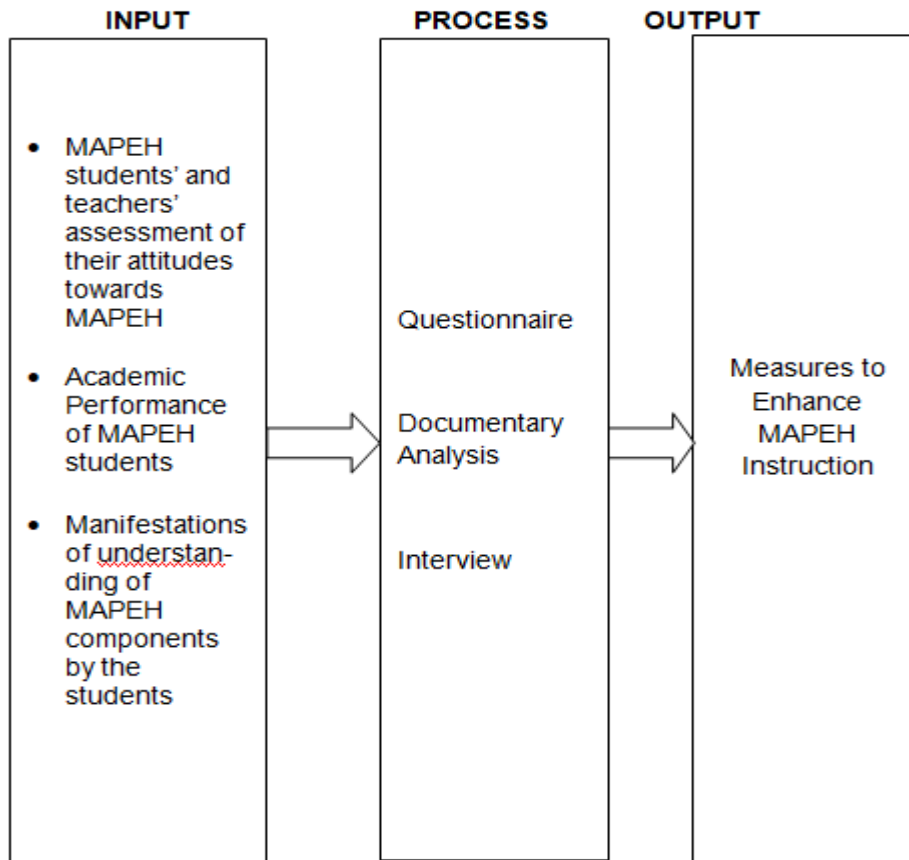 INPUT
PROCESS
OUTPUT
• MAPEH
students’ and
teachers’
assessment of
their attitudes
towards
MAPEH
• Academic
Performance
of MAPEH
students
• Manifestations
of understan-
ding of
MAPEH
components
by the
students
Questionnaire
Documentary
Analysis
Interview
Measures to
Enhance
MAPEH
Instruction